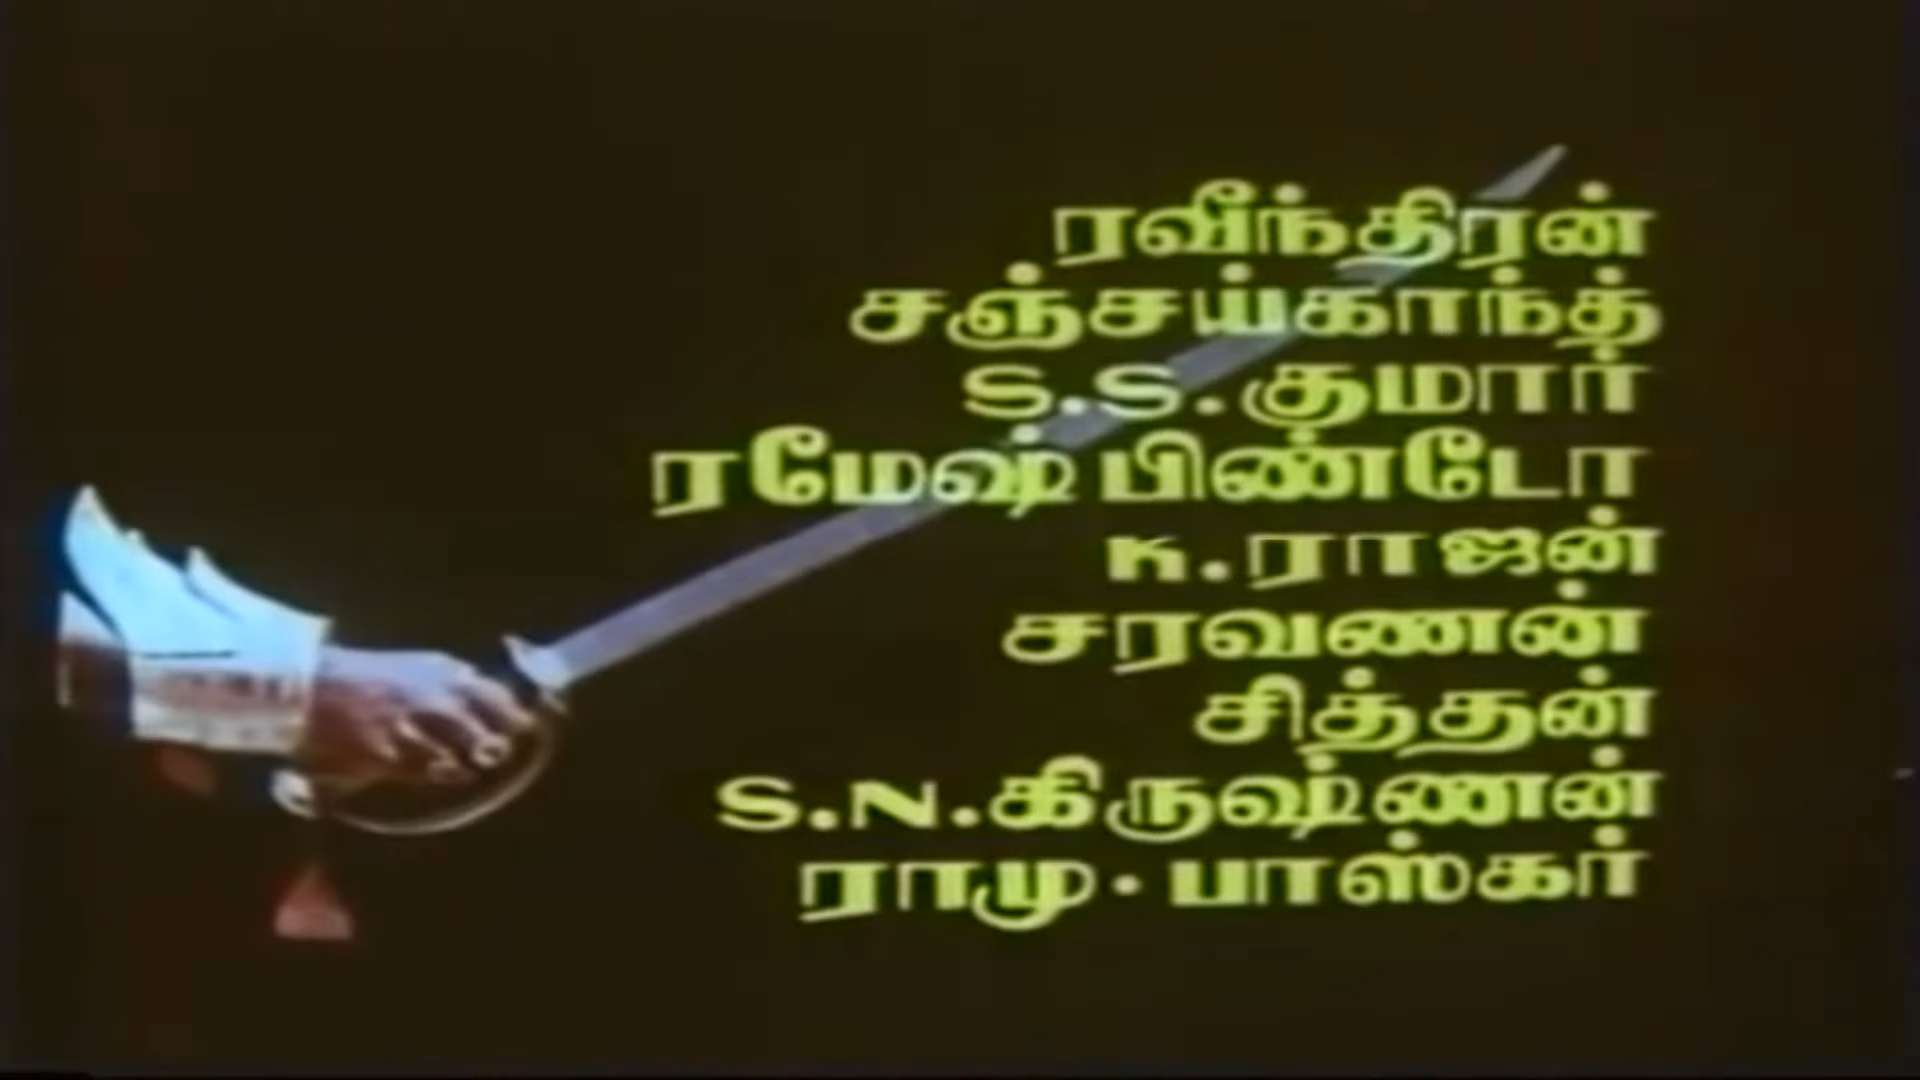 ரவீந்திரன்
சஞ்சய்காந்த்
S.S.குமார்
ரமேஷ் பிண்டோ
K.ராஜன்
சரவணன்
சித்தன்
S.N.கிருஷ்ணன்
ராமு.பாஸ்கர்